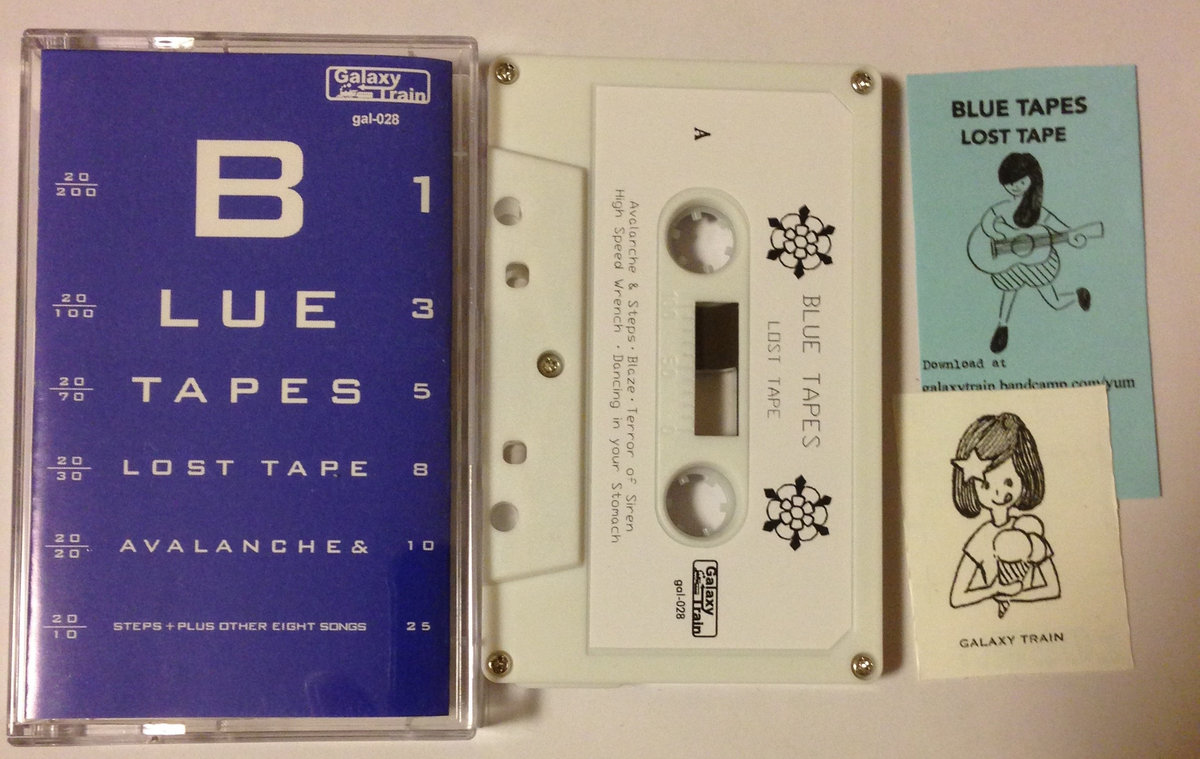 Galaxy
Train
gal-028
20/200 B 1
20/100 LUE 3
20/70 TAPES 5
20/30 LOST TAPE 8
20/20 AVALANCHE& 10
20/10 STEPS+PLUS OTHER EIGHT SONGS 25
A
BLUE TAPES
LOST TAPE
Avalanche & Steps・Blaze・Terror of Siren
High Speed Wrench ・Dancing in your Stomach
Galaxy
Train
gal-028
BLUE TAPES
LOST TAPE
Download at
galaxytrain.bandcamp.com/yum
GALAXY TRAIN